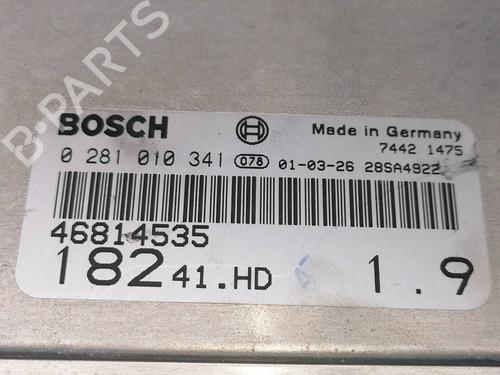 B-PARTS
BOSCH
Made in Germany
7442 1475
0 281 010 341 078 01-03-26 28SA4922
46814535
182 41.HD 1.9